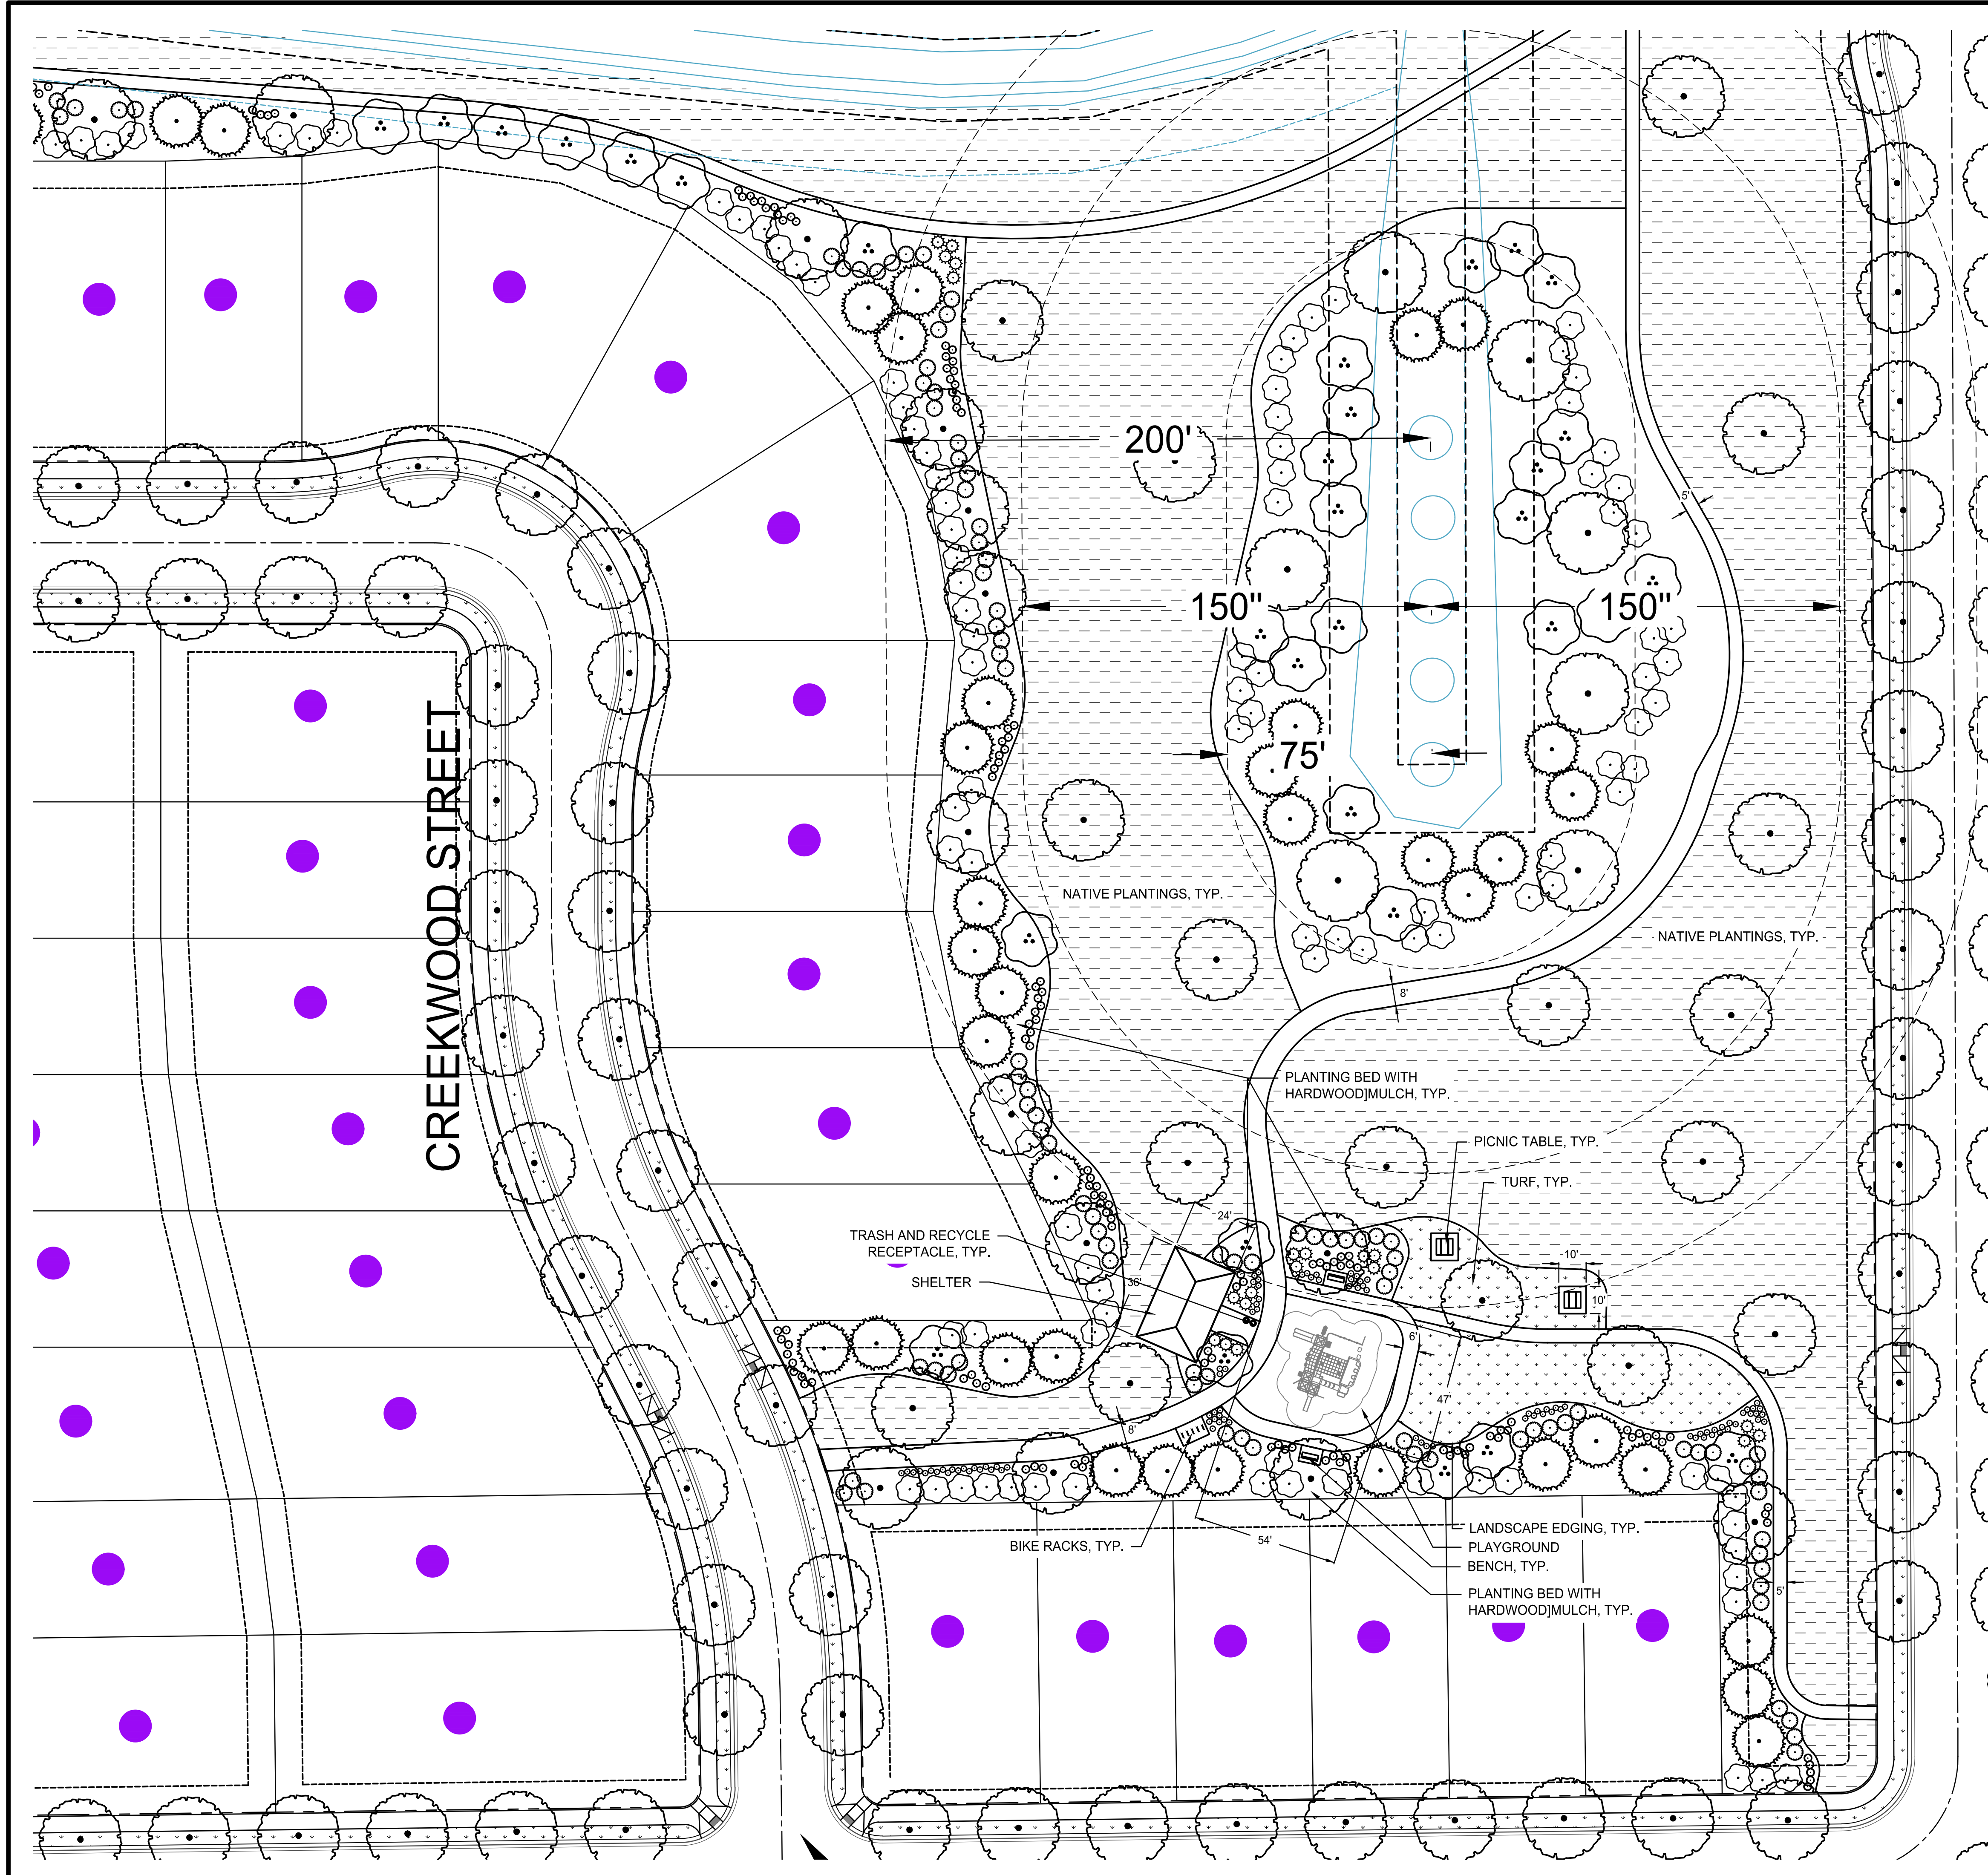 200'
5'
150"
150"
CREEKWOOD STREET
75'
NATIVE PLANTINGS, TYP.
NATIVE PLANTINGS, TYP.
8'
PLANTING BED WITH
HARDWOOD]MULCH, TYP.
PICNIC TABLE, TYP.
TURF, TYP.
24'
TRASH AND RECYCLE
RECEPTACLE, TYP.
10'
36'
SHELTER
10'
6'
47'
8'
LANDSCAPE EDGING, TYP.
BIKE RACKS, TYP.
54'
PLAYGROUND
BENCH, TYP.
5'
PLANTING BED WITH
HARDWOOD]MULCH, TYP.